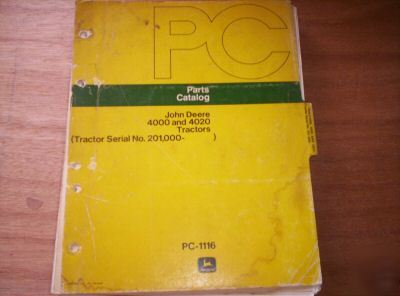 PC
Parts
Catalog
John Deere
4000 and 4020
Tractors
(Tractor Serial No. 201,000-          )
PC-1116